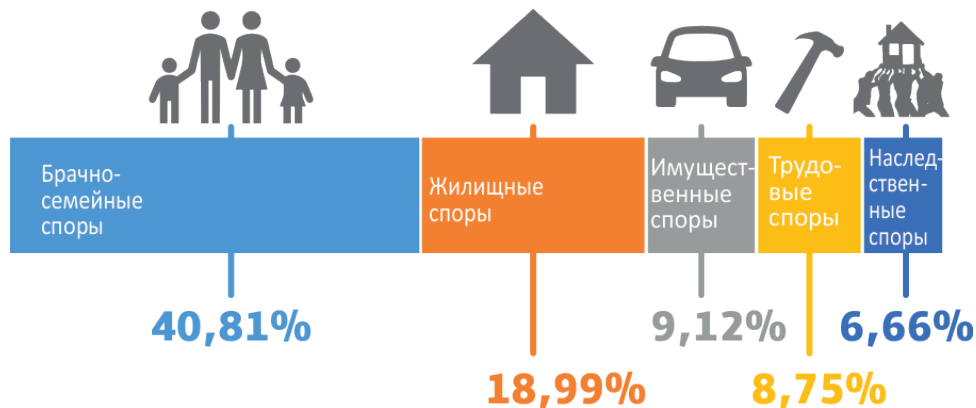 Брачно-
семейные
споры
Жилищные
споры
Имущест-
венные
споры
Трудо-
вые
споры
Наслед-
ствен-
ные
споры
40,81%
18,99%
9,12%
8,75%
6,66%